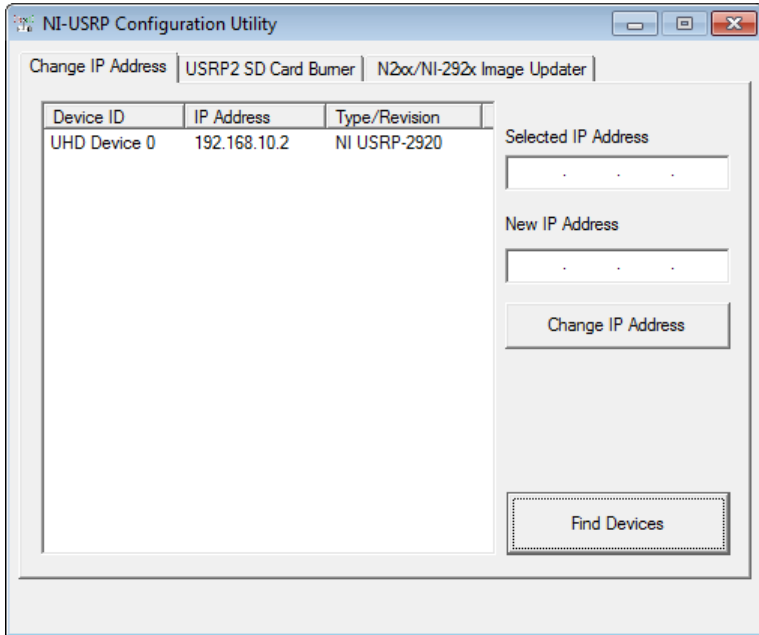 NI-USRP Configuration Utility
Change IP Address USRP2 SD Card Burner N2xx/NI-292x Image Updater
Device ID IP Address Type/Revision
UHD Device 0 192.168.10.2 NI USRP-2920
Selected IP Address
. . .
New IP Address
. . .
Change IP Address
Find Devices